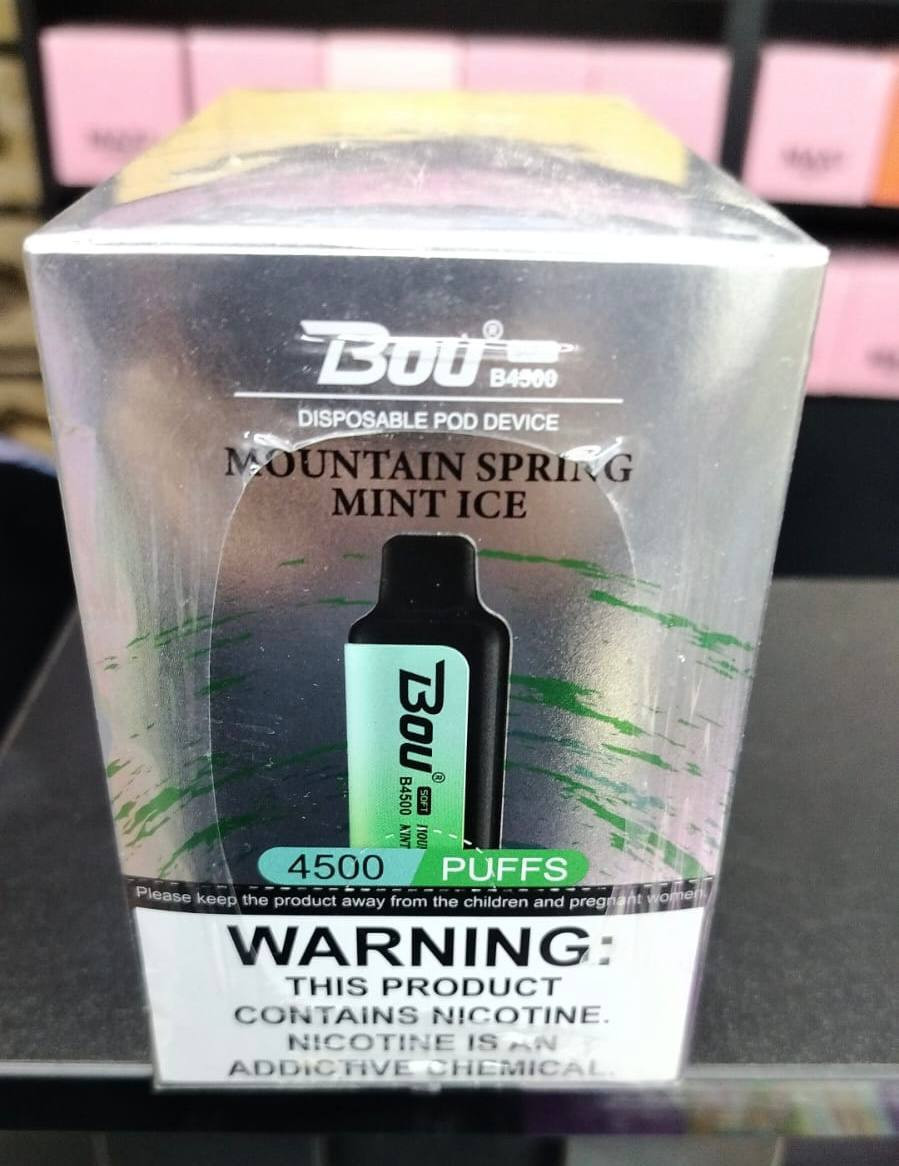 Bou® B4500
DISPOSABLE POD DEVICE
MOUNTAIN SPRING
MINT ICE
Bou®
B4500
SOFT
4500 PUFFS
Please keep the product away from the children and pregnant women.
WARNING:
THIS PRODUCT
CONTAINS NICOTINE.
NICOTINE IS AN
ADDICTIVE CHEMICAL.